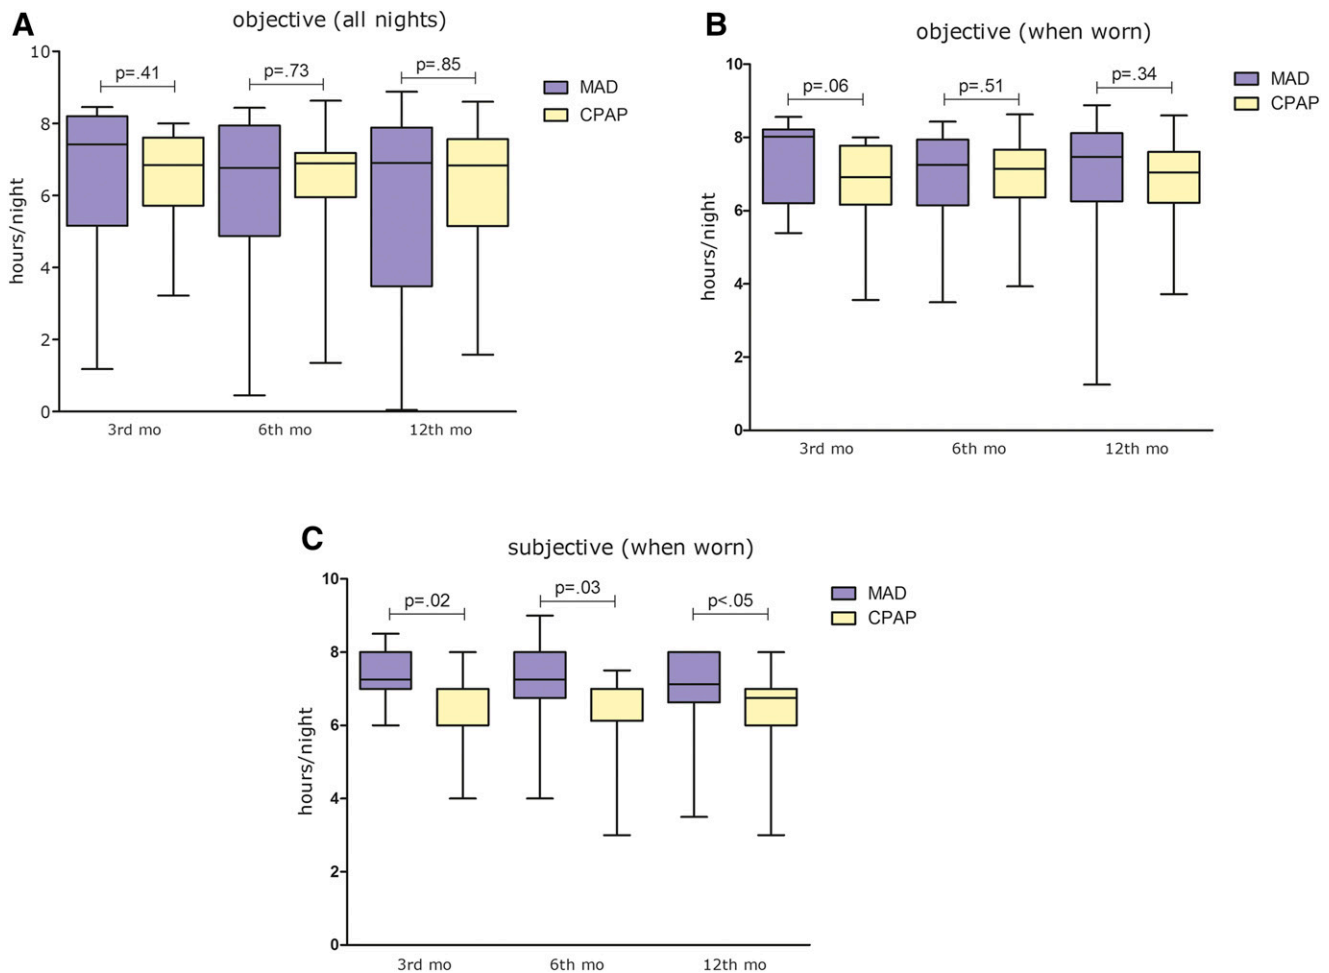 A
objective (all nights)
10
8
6
4
2
0
hours/night
p=.41
p=.73
p=.85
MAD
CPAP
3rd mo
6th mo
12th mo
B
objective (when worn)
10
8
6
4
2
0
hours/night
p=.06
p=.51
p=.34
MAD
CPAP
3rd mo
6th mo
12th mo
C
subjective (when worn)
10
8
6
4
2
0
hours/night
p=.02
p=.03
p<.05
MAD
CPAP
3rd mo
6th mo
12th mo